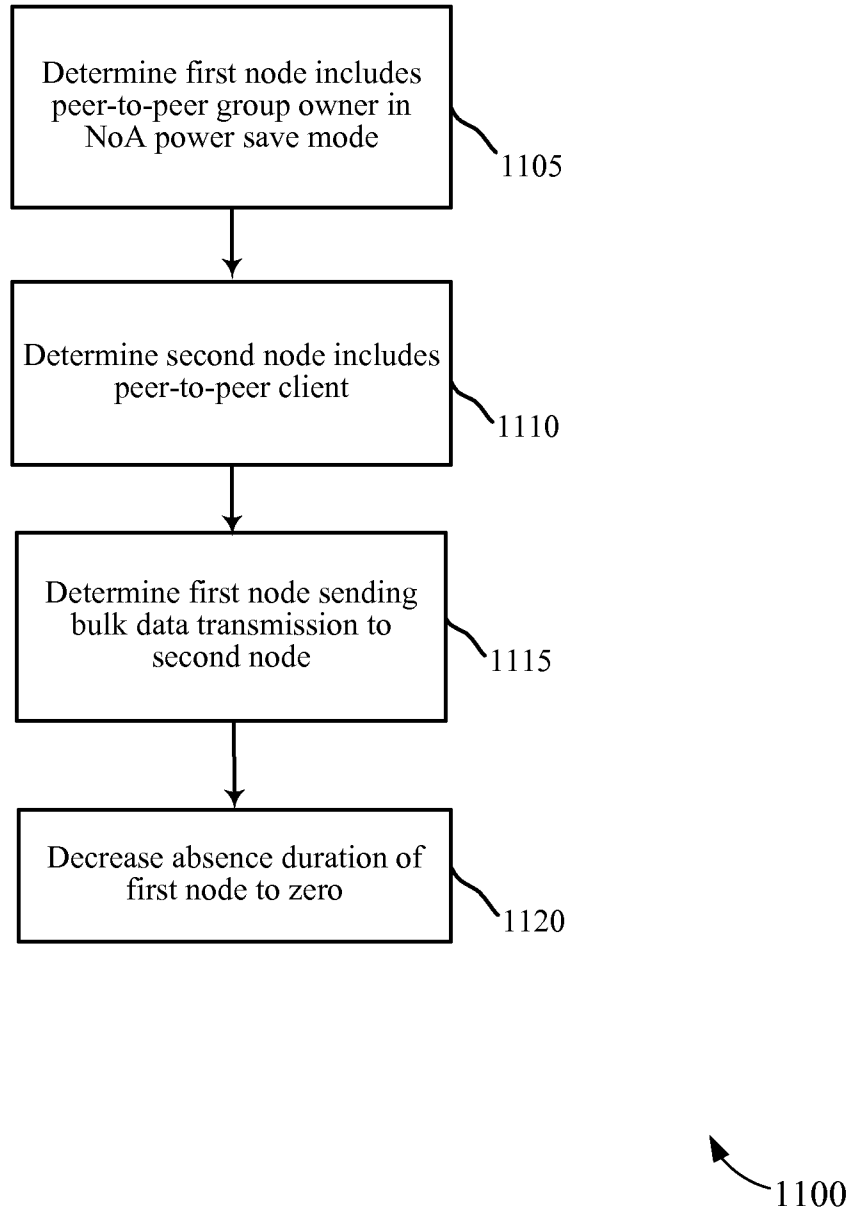 Determine first node includes
peer-to-peer group owner in
NoA power save mode
1105
Determine second node includes
peer-to-peer client
1110
Determine first node sending
bulk data transmission to
second node
1115
Decrease absence duration of
first node to zero
1120
1100